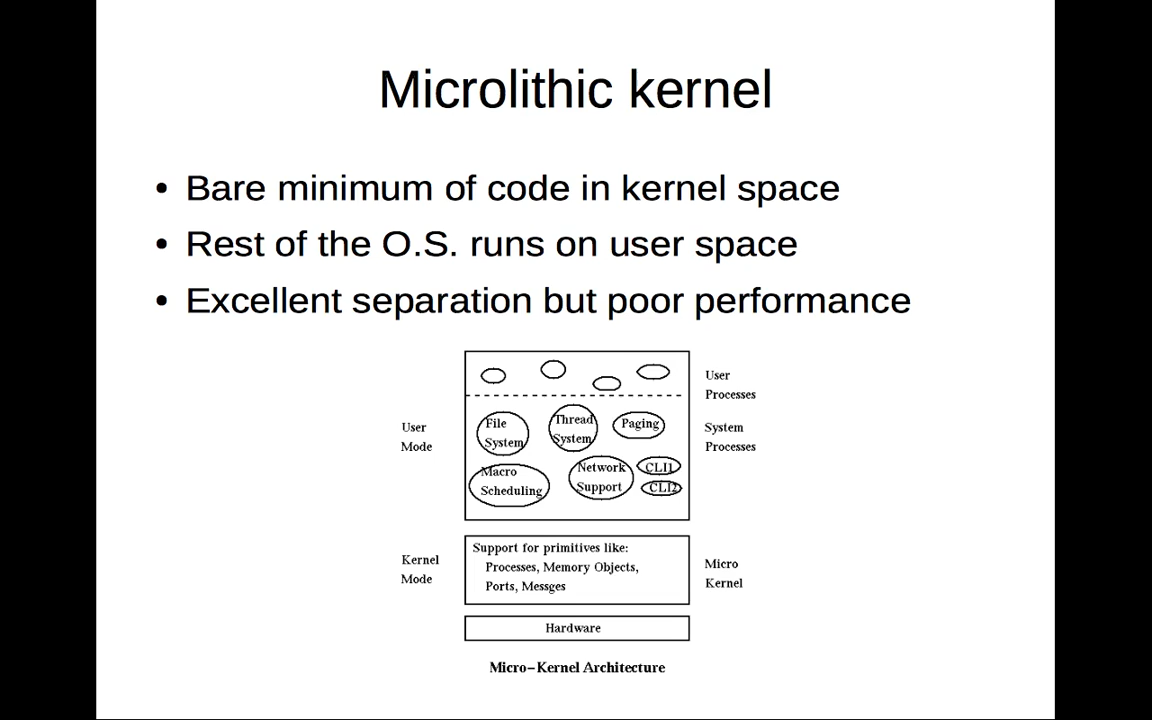 Microlithic kernel
• Bare minimum of code in kernel space
• Rest of the O.S. runs on user space
• Excellent separation but poor performance
User
Processes
User
Mode
File
System
Thread
System
Paging
System
Processes
Macro
Scheduling
Network
Support
CLI1
CLI2
Kernel
Mode
Support for primitives like:
Processes, Memory Objects,
Ports, Messges
Micro
Kernel
Hardware
Micro-Kernel Architecture